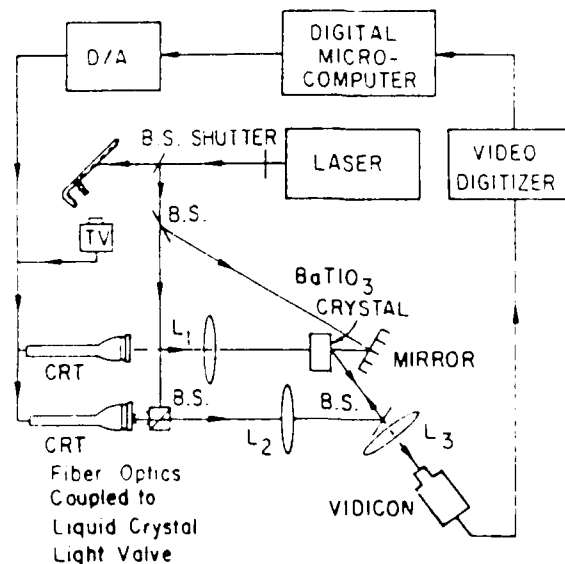 D/A
DIGITAL
MICRO-
COMPUTER
B.S. SHUTTER
LASER
VIDEO
DIGITIZER
B.S.
TV
BaTIO3
CRYSTAL
L1
MIRROR
CRT
B.S.
B.S.
L2
L3
CRT
VIDICON
Fiber Optics
Coupled to
Liquid Crystal
Light Valve